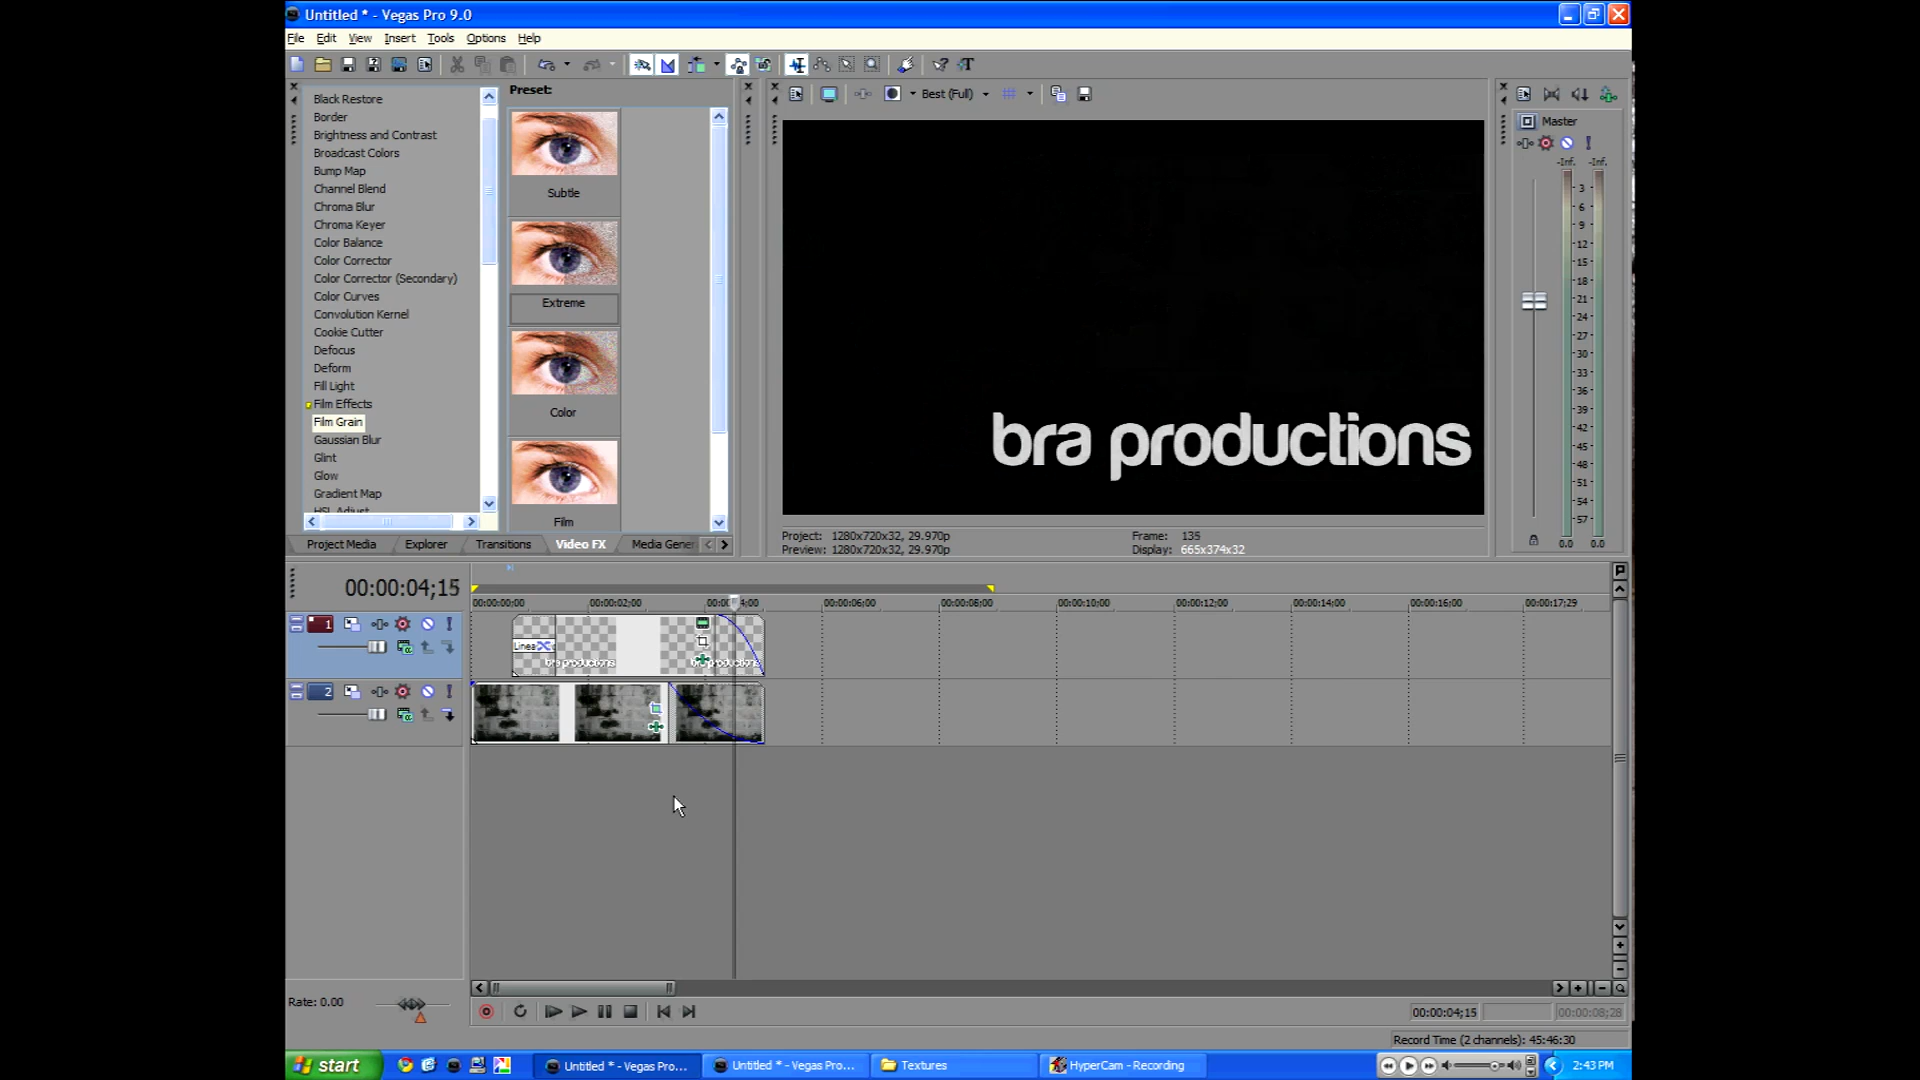 Untitled * - Vegas Pro 9.0
File Edit View Insert Tools Options Help
Black Restore
Border
Brightness and Contrast
Broadcast Colors
Bump Map
Channel Blend
Chroma Blur
Chroma Keyer
Color Balance
Color Corrector
Color Corrector (Secondary)
Color Curves
Convolution Kernel
Cookie Cutter
Defocus
Deform
Fill Light
Film Effects
Film Grain
Gaussian Blur
Glint
Glow
Gradient Map
HSL Adjust
Preset:
Subtle
Extreme
Color
Film
Project Media Explorer Transitions Video FX Media Gener
Best (Full)
bra productions
Project: 1280x720x32, 29.970p
Preview: 1280x720x32, 29.970p
Frame: 135
Display: 665x374x32
Master
-Inf. -Inf.
3
6
9
12
15
18
21
24
27
30
33
36
39
42
45
48
51
54
57
0.0 0.0
00:00:04;15
00:00:00;00 00:00:02;00 00:00:06;00 00:00:08;00 00:00:10;00 00:00:12;00 00:00:14;00 00:00:16;00 00:00:17;29
1
bra productions
2
Rate: 0.00
00:00:04;15 00:00:08;28
Record Time (2 channels): 45:46:30
start
Untitled * - Vegas Pro...
Untitled * - Vegas Pro...
Textures
HyperCam - Recording
2:43 PM